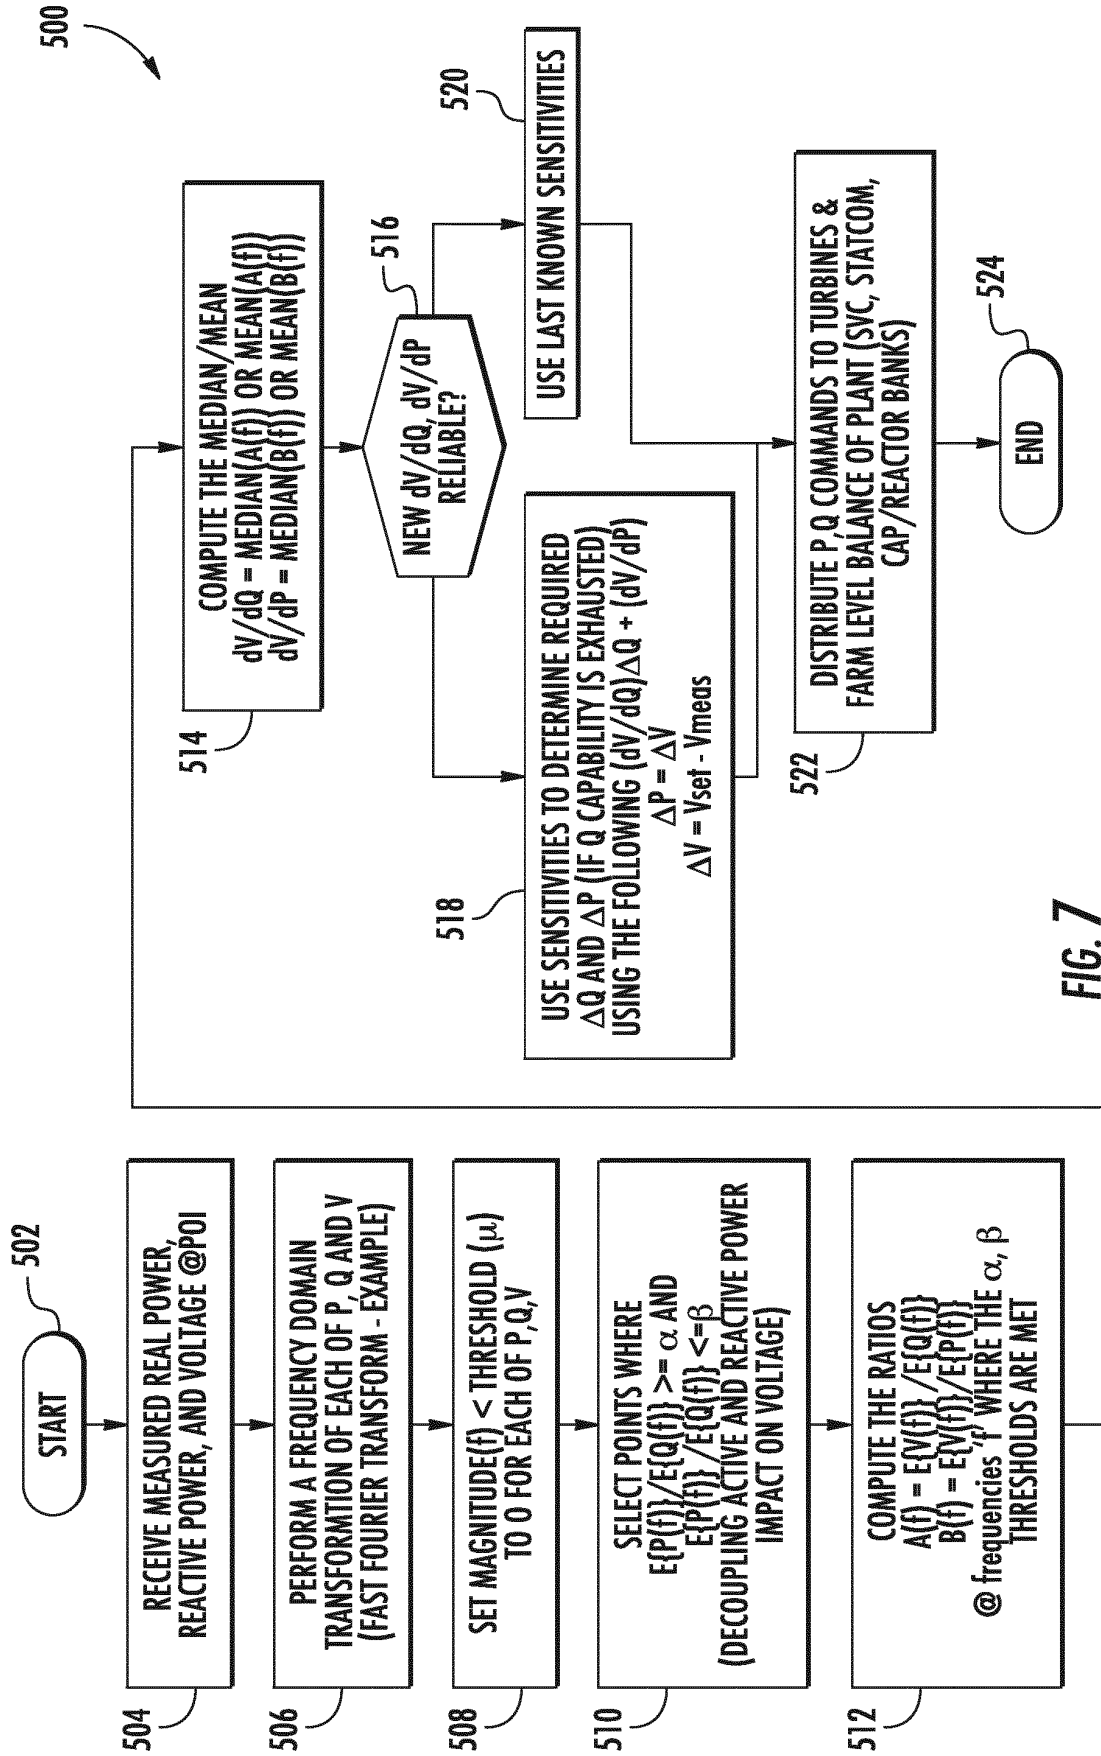 500
START
502
RECEIVE MEASURED REAL POWER,
REACTIVE POWER, AND VOLTAGE @POI
504
PERFORM A FREQUENCY DOMAIN
TRANSFORMTION OF EACH OF P, Q AND V
(FAST FOURIER TRANSFORM - EXAMPLE)
506
SET MAGNITUDE(f) < THRESHOLD (μ)
TO 0 FOR EACH OF P,Q,V
508
SELECT POINTS WHERE
E{P(f)}/E{Q(f)} >= α AND
E{P(f)} /E{Q(f)} <=β
(DECOUPLING ACTIVE AND REACTIVE POWER
IMPACT ON VOLTAGE)
510
COMPUTE THE RATIOS
A(f) = E{V(f)} /E{Q(f)}
B(f) = E{V(f)}/E{P(f)}
@ frequencies 'f' WHERE THE α, β
THRESHOLDS ARE MET
512
COMPUTE THE MEDIAN/MEAN
dV/dQ = MEDIAN(A(f)) OR MEAN(A(f))
dV/dP = MEDIAN(B(f)) OR MEAN(B(f))
514
NEW dV/dQ, dV/dP
RELIABLE?
516
USE SENSITIVITIES TO DETERMINE REQUIRED
ΔQ AND ΔP (IF Q CAPABILITY IS EXHAUSTED)
USING THE FOLLOWING (dV/dQ)ΔQ + (dV/dP)
ΔP = ΔV
ΔV = Vset - Vmeas
518
USE LAST KNOWN SENSITIVITIES
520
DISTRIBUTE P,Q COMMANDS TO TURBINES &
FARM LEVEL BALANCE OF PLANT (SVC, STATCOM,
CAP/REACTOR BANKS)
522
END
524
FIG. 7